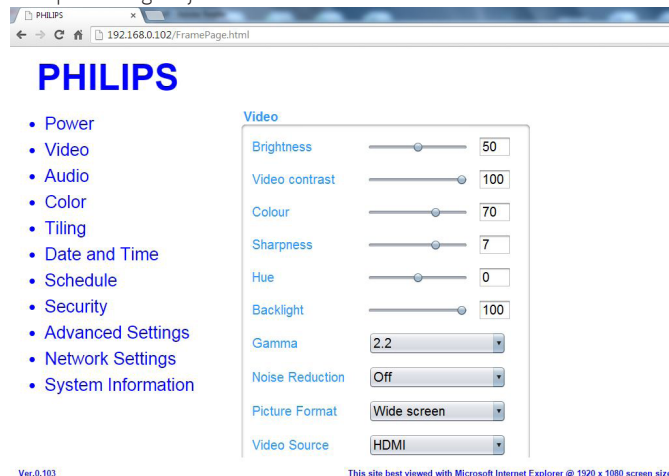 PHILIPS
192.168.0.102/FramePage.html
PHILIPS
Power
Video
Audio
Color
Tiling
Date and Time
Schedule
Security
Advanced Settings
Network Settings
System Information
Video
Brightness 50
Video contrast 100
Colour 70
Sharpness 7
Hue 0
Backlight 100
Gamma 2.2
Noise Reduction Off
Picture Format Wide screen
Video Source HDMI
Ver.0.103
This site best viewed with Microsoft Internet Explorer @ 1920 x 1080 screen size